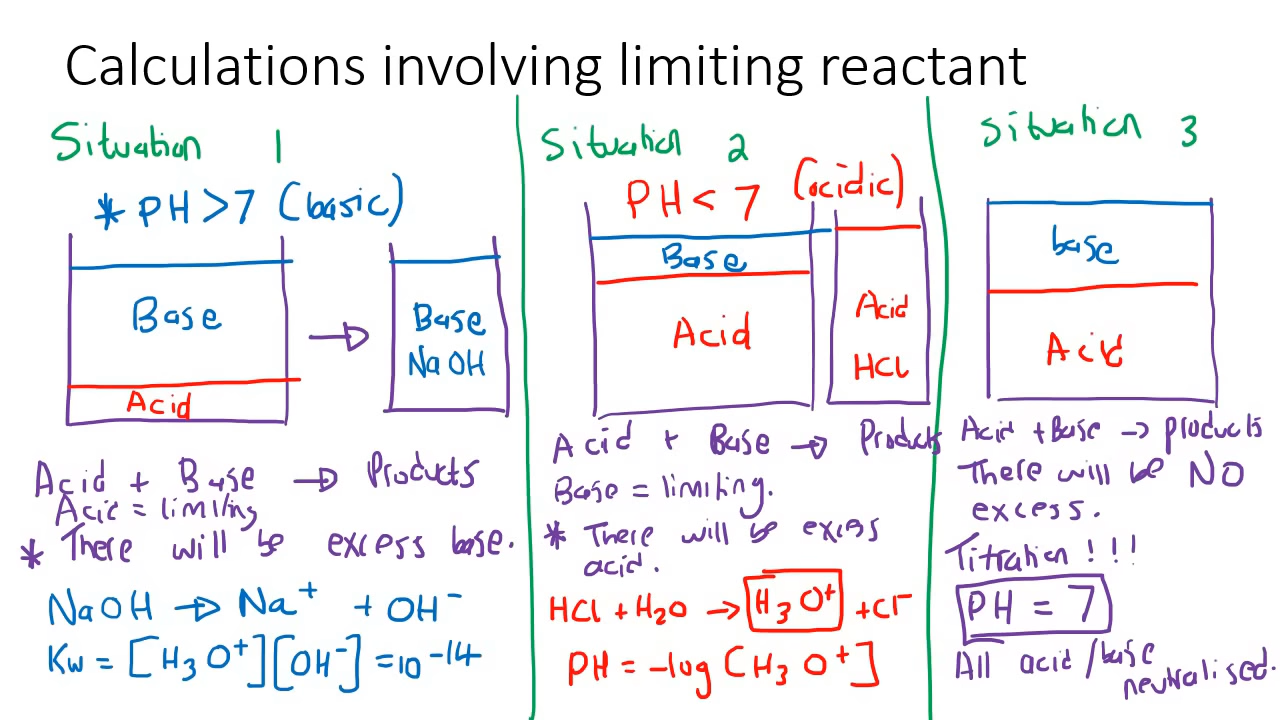 Calculations involving limiting reactant
Situation 1
* PH > 7 (basic)
Base
Acid
Base
NaOH
Acid + Base → Products
Acid = limiting
* There will be excess base.
NaOH → Na⁺ + OH⁻
Kw = [H₃O⁺][OH⁻] = 10⁻¹⁴
Situation 2
PH < 7 (acidic)
Base
Acid
Acid
HCl
Acid + Base → Products
Base = limiting.
* There will be excess
acid.
HCl + H₂O → H₃O⁺ + Cl⁻
PH = -log [H₃O⁺]
Situation 3
base
Acid
Acid + Base → products
There will be NO
excess.
Titration !!!
PH = 7
All acid / base
neutralised.